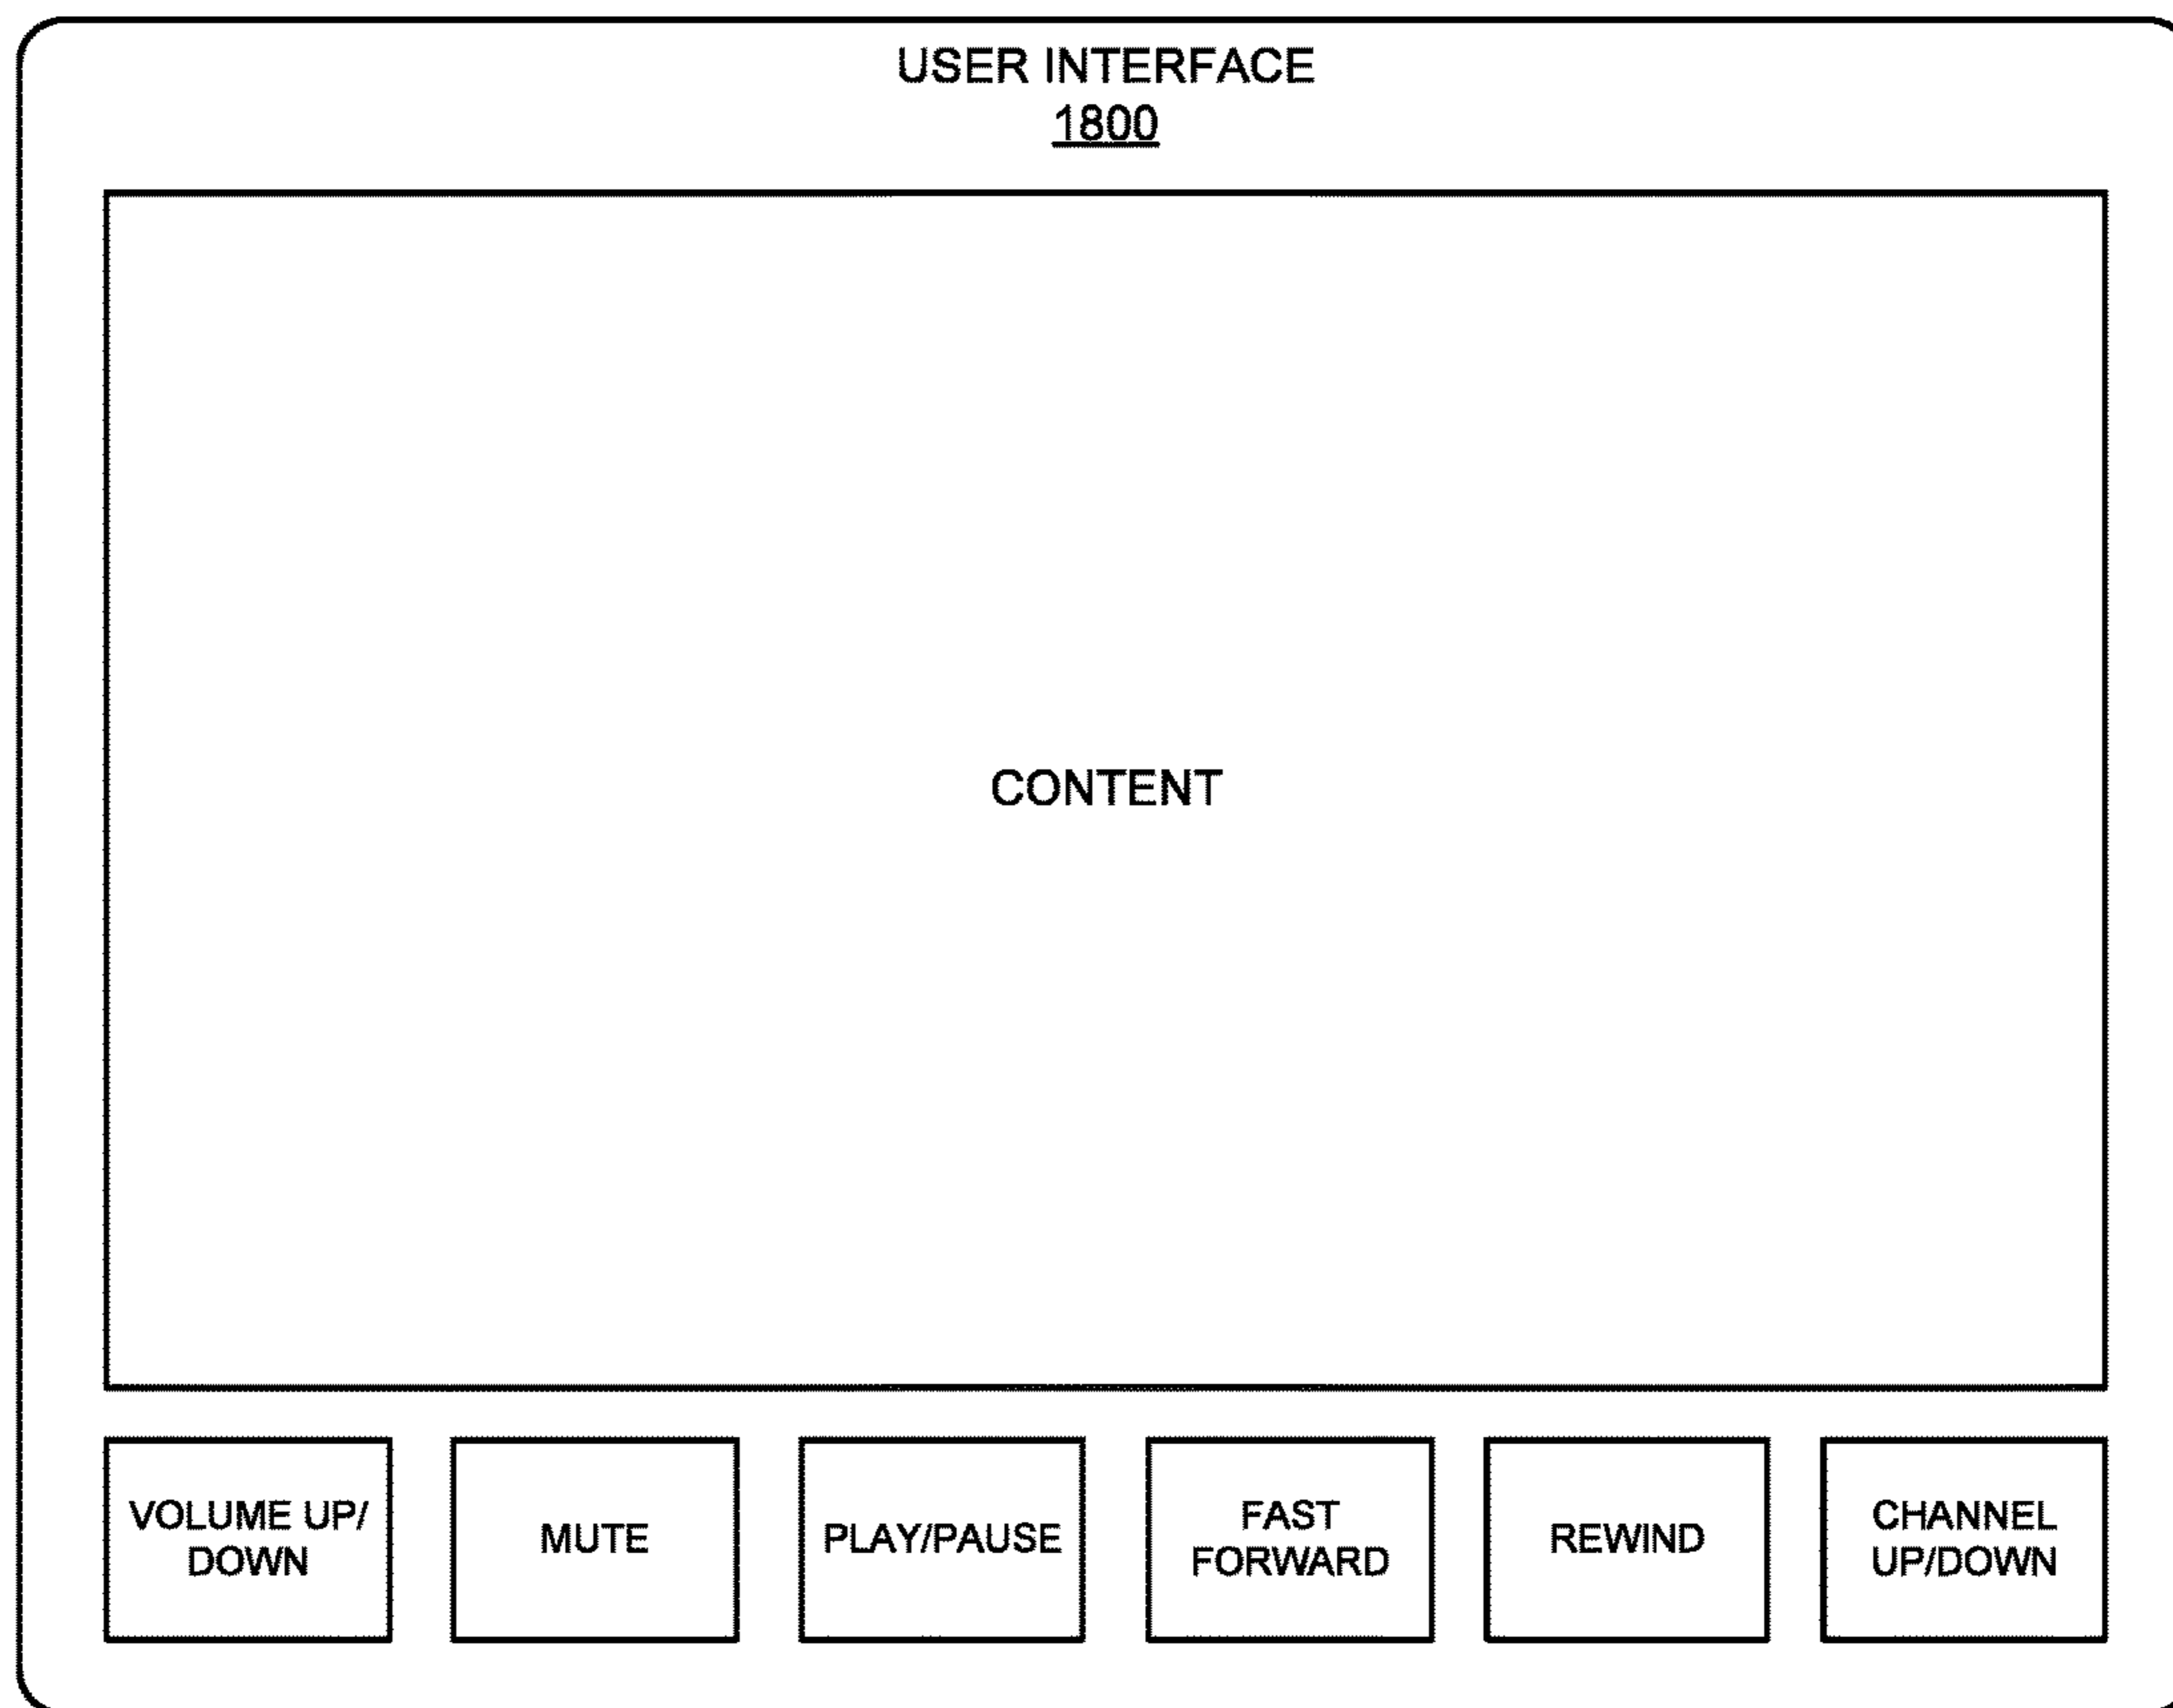 USER INTERFACE
1800
CONTENT
VOLUME UP/
DOWN
MUTE
PLAY/PAUSE
FAST
FORWARD
REWIND
CHANNEL
UP/DOWN